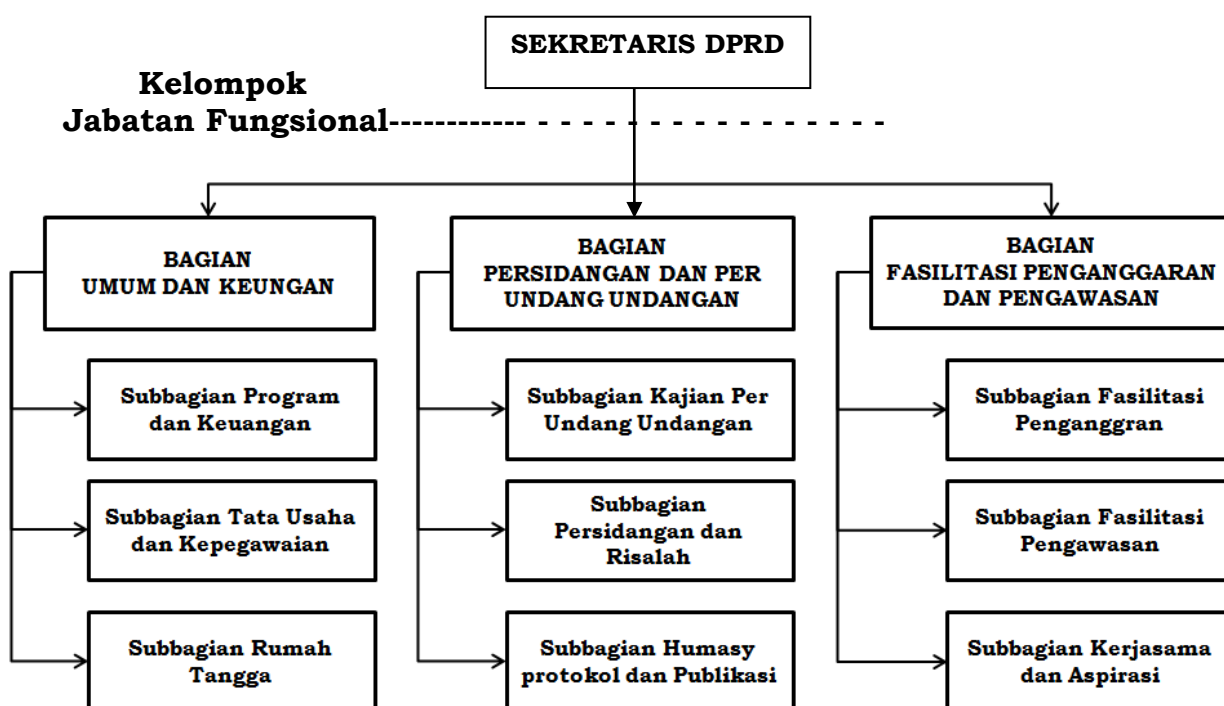 SEKRETARIS DPRD
Kelompok
Jabatan Fungsional
BAGIAN
UMUM DAN KEUNGAN
BAGIAN
PERSIDANGAN DAN PER
UNDANG UNDANGAN
BAGIAN
FASILITASI PENGANGGARAN
DAN PENGAWASAN
Subbagian Program
dan Keuangan
Subbagian Kajian Per
Undang Undangan
Subbagian Fasilitasi
Penganggran
Subbagian Tata Usaha
dan Kepegawaian
Subbagian
Persidangan dan
Risalah
Subbagian Fasilitasi
Pengawasan
Subbagian Rumah
Tangga
Subbagian Humasy
protokol dan Publikasi
Subbagian Kerjasama
dan Aspirasi